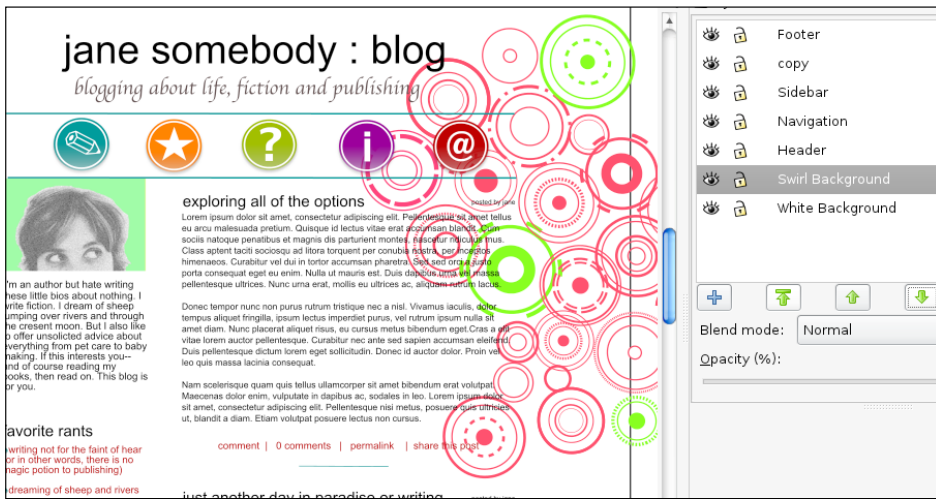 jane somebody : blog
blogging about life, fiction and publishing
?
i
@
exploring all of the options
posted by jane
Lorem ipsum dolor sit amet, consectetur adipiscing elit. Pellentesque sit amet tellus
eu arcu malesuada pretium. Quisque id lectus vitae erat accumsan blandit. Cum
sociis natoque penatibus et magnis dis parturient montes, nascetur ridiculus mus.
Class aptent taciti sociosqu ad litora torquent per conubia nostra, per inceptos
himenaeos. Curabitur vel dui in tortor accumsan pharetra. Sed sed orci a justo
porta consequat eget eu enim. Nulla ut mauris est. Duis dapibus urna vel massa
pellentesque ultrices. Nunc urna erat, mollis eu ultrices ac, aliquam rutrum lacus.
Donec tempor nunc non purus rutrum tristique nec a nisl. Vivamus iaculis, dolor
tempus aliquet fringilla, ipsum lectus imperdiet purus, vel rutrum ipsum nulla sit
amet diam. Nunc placerat aliquet risus, eu cursus metus bibendum eget.Cras a elit
vitae lorem auctor pellentesque. Curabitur nec ante sed sapien accumsan eleifend.
Duis pellentesque dictum lorem eget sollicitudin. Donec id auctor dolor. Proin vel
leo quis massa lacinia consequat.
Nam scelerisque quam quis tellus ullamcorper sit amet bibendum erat volutpat.
Maecenas dolor enim, vulputate in dapibus ac, sodales in leo. Lorem ipsum dolor
sit amet, consectetur adipiscing elit. Pellentesque nisi metus, posuere quis ultricies
ut, blandit a diam. Etiam volutpat posuere lectus non cursus.
comment | 0 comments | permalink | share this post
just another day in paradise or writing
posted by jane
I'm an author but hate writing
these little bios about nothing. I
write fiction. I dream of sheep
jumping over rivers and through
the cresent moon. But I also like
to offer unsolicted advice about
everything from pet care to baby
making. If this interests you--
and of course reading my
books, then read on. This blog is
for you.
favorite rants
writing not for the faint of hear
(or in other words, there is no
magic potion to publishing)
dreaming of sheep and rivers
Footer
copy
Sidebar
Navigation
Header
Swirl Background
White Background
Blend mode: Normal
Opacity (%):